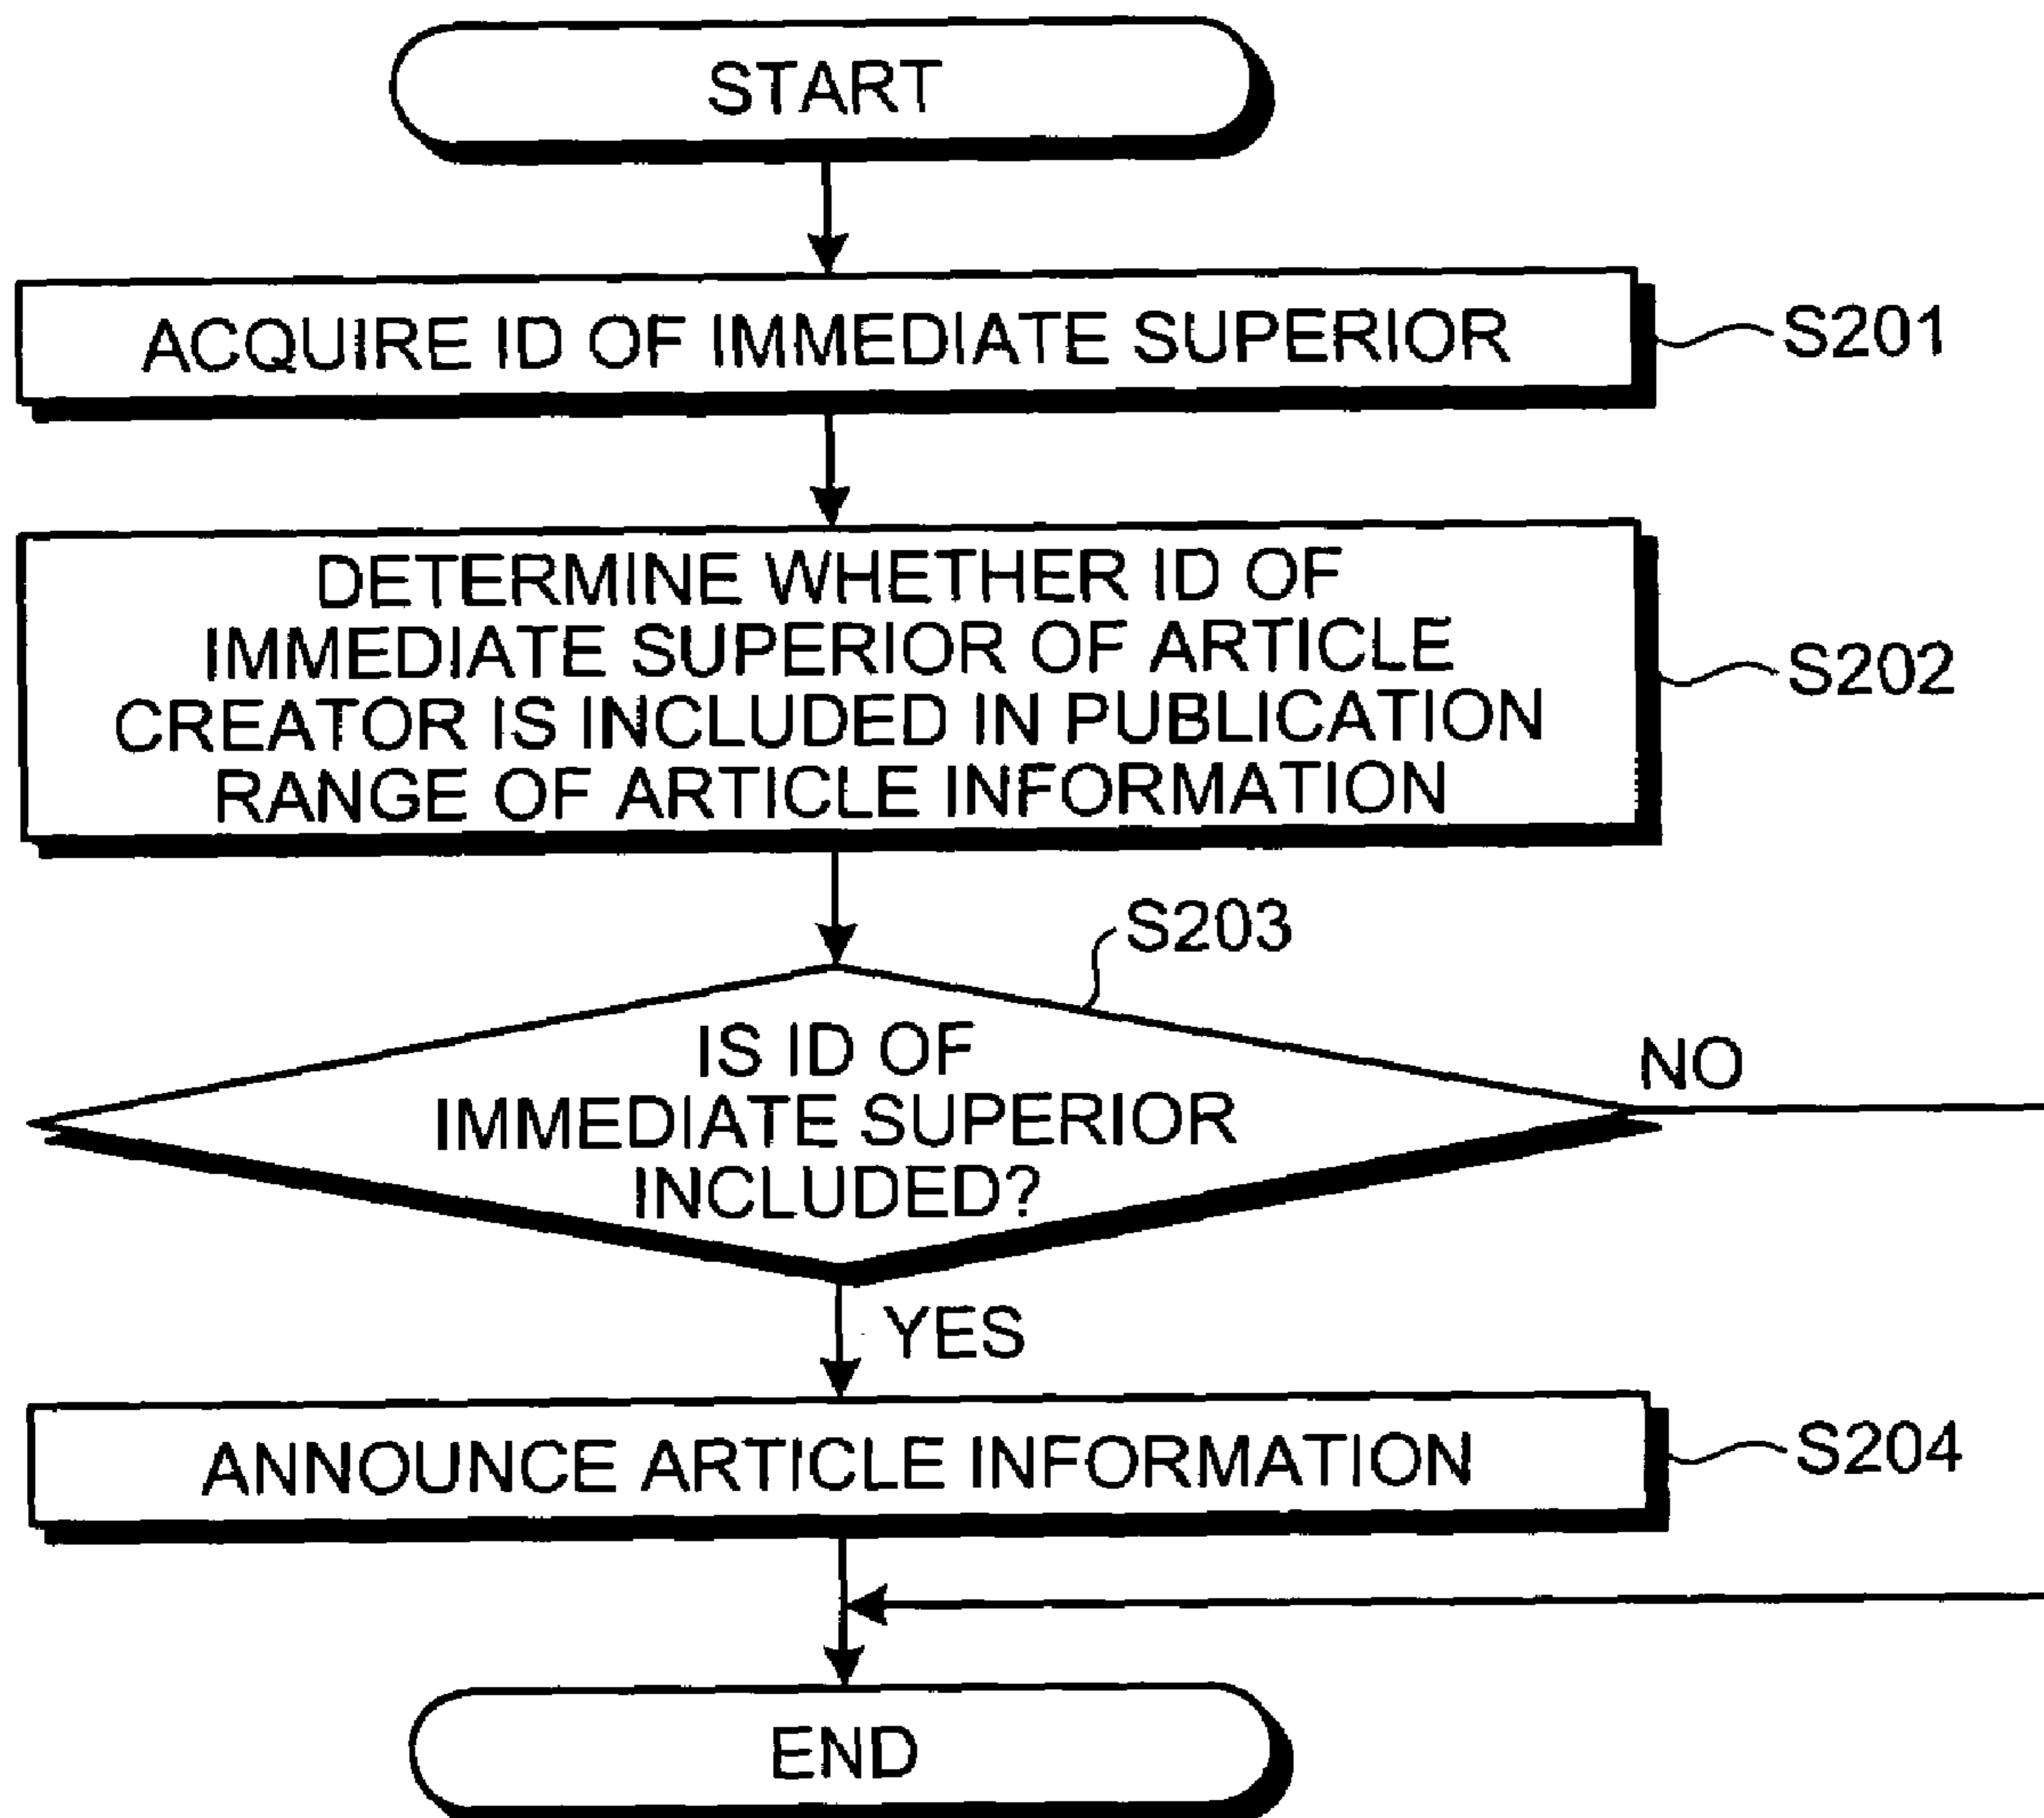 START
ACQUIRE ID OF IMMEDIATE SUPERIOR
S201
DETERMINE WHETHER ID OF
IMMEDIATE SUPERIOR OF ARTICLE
CREATOR IS INCLUDED IN PUBLICATION
RANGE OF ARTICLE INFORMATION
S202
S203
IS ID OF
IMMEDIATE SUPERIOR
INCLUDED?
NO
YES
ANNOUNCE ARTICLE INFORMATION
S204
END